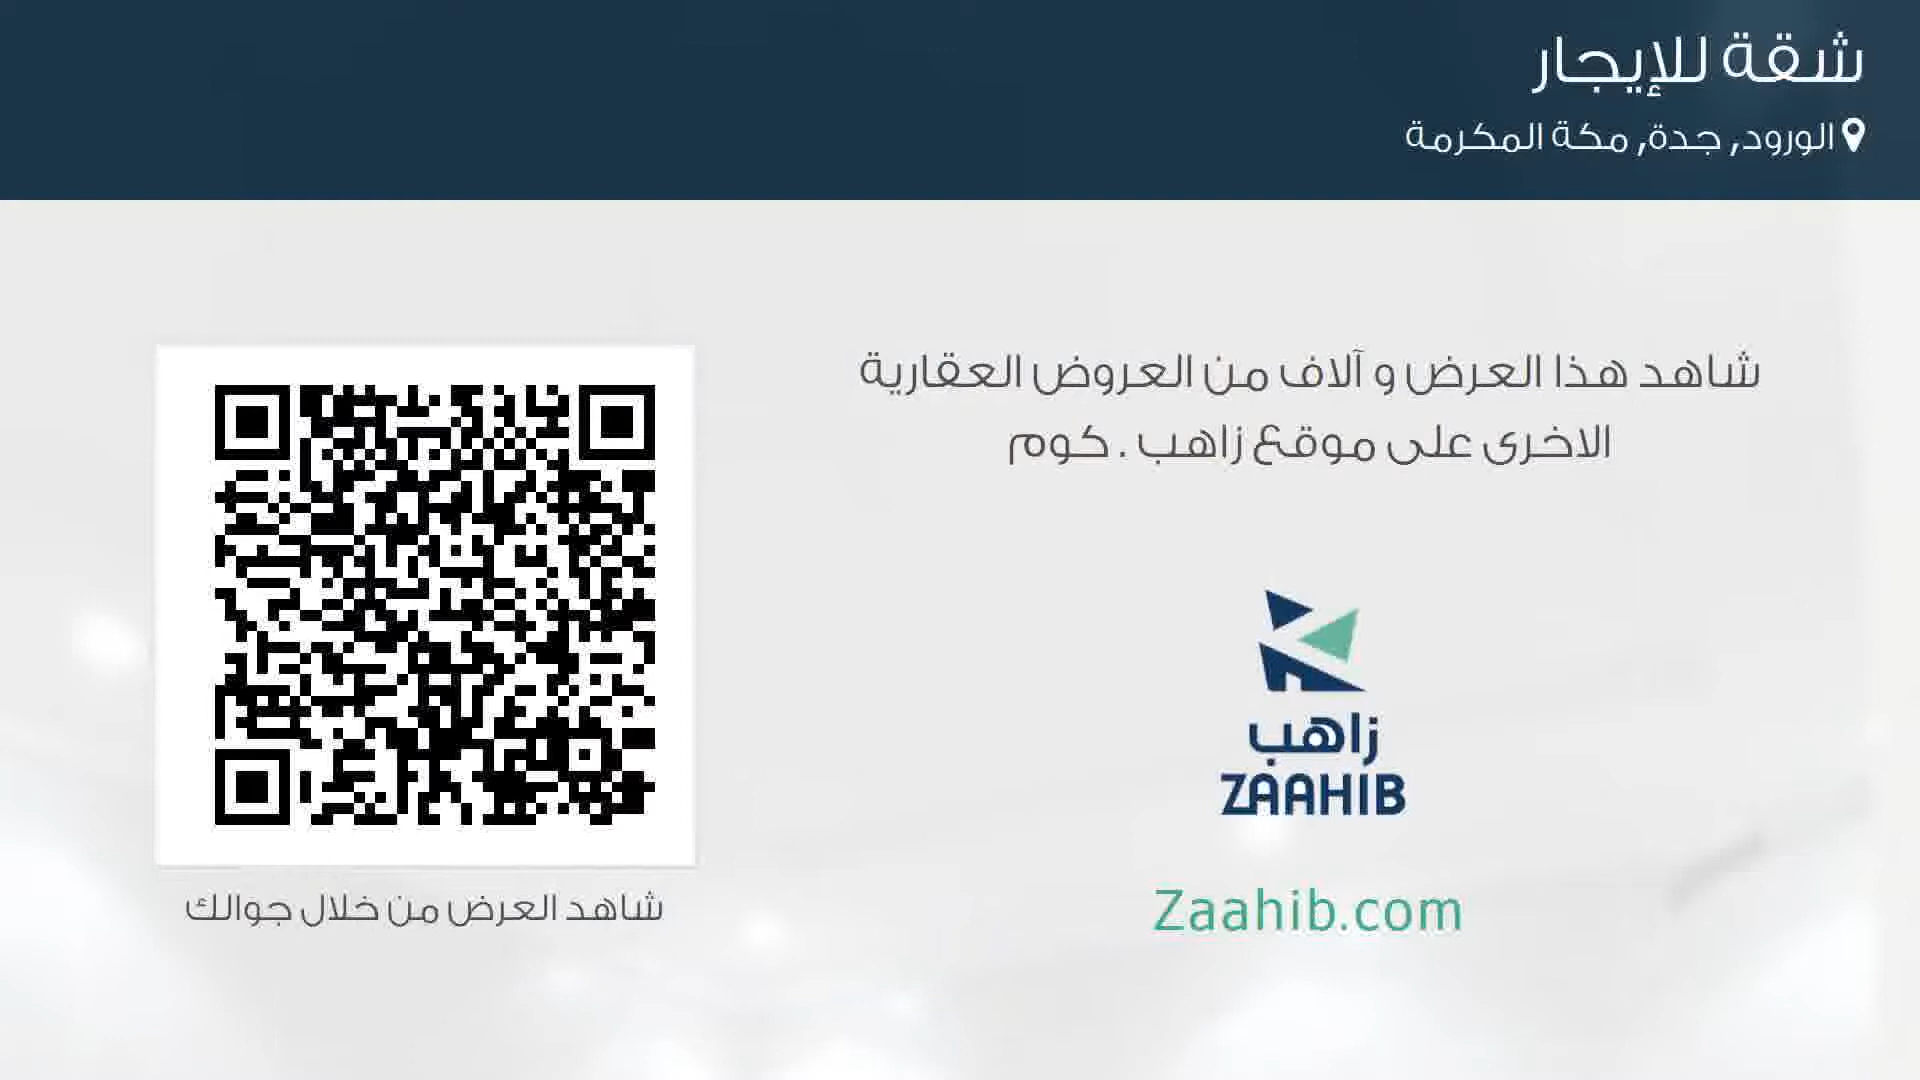 شقة للإيجار
الورود, جدة, مكة المكرمة
شاهد هذا العرض و آلاف من العروض العقارية
الاخرى على موقع زاهب . كوم
زاهب
ZAAHIB
Zaahib.com
شاهد العرض من خلال جوالك